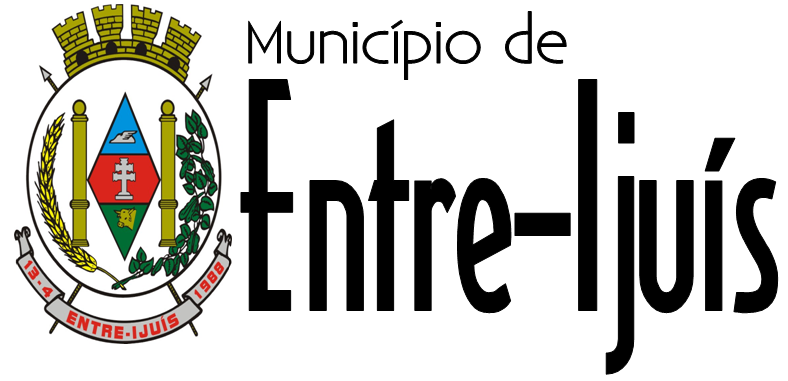 Município de
Entre-Ijuís
13-4 ENTRE-IJUÍS 1988